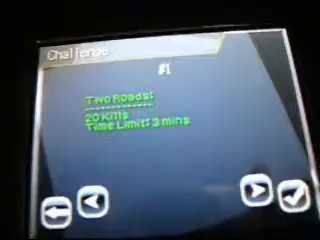 Challenge
#1
Two Roads:
--------------
20 Kills
Time Limit: 3 mins